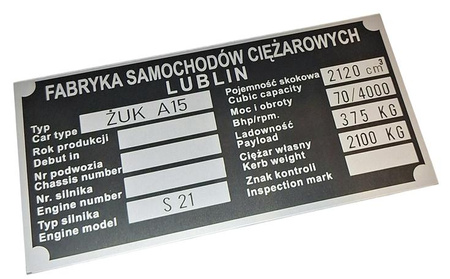 FABRYKA SAMOCHODÓW CIĘŻAROWYCH
LUBLIN
Typ
Car type
ŻUK A15
Rok produkcji
Debut in
Nr podwozia
Chassis number
Nr. silnika
Engine number
Typ silnika
Engine model
S 21
Pojemność skokowa
Cubic capacity
2120 cm³
Moc i obroty
Bhp/rpm.
70/4000
Ładowność
Payload
375 KG
Ciężar własny
Kerb weight
2100 KG
Znak kontroli
Inspection mark